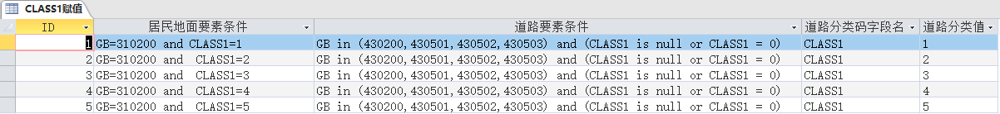 CLASS1赋值
ID 居民地面要素条件 道路要素条件 道路分类码字段名 道路分类值
1 GB=310200 and CLASS1=1 GB in (430200,430501,430502,430503) and (CLASS1 is null or CLASS1 = 0) CLASS1 1
2 GB=310200 and  CLASS1=2 GB in (430200,430501,430502,430503) and (CLASS1 is null or CLASS1 = 0) CLASS1 2
3 GB=310200 and  CLASS1=3 GB in (430200,430501,430502,430503) and (CLASS1 is null or CLASS1 = 0) CLASS1 3
4 GB=310200 and  CLASS1=4 GB in (430200,430501,430502,430503) and (CLASS1 is null or CLASS1 = 0) CLASS1 4
5 GB=310200 and  CLASS1=5 GB in (430200,430501,430502,430503) and (CLASS1 is null or CLASS1 = 0) CLASS1 5